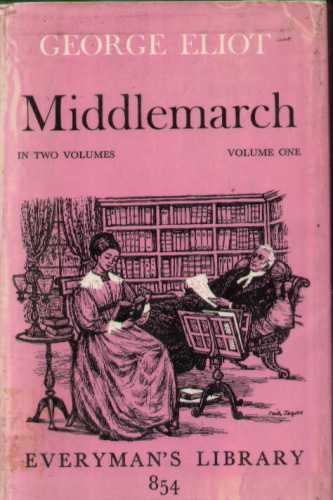 GEORGE ELIOT
Middlemarch
IN TWO VOLUMES VOLUME ONE
EVERYMAN'S LIBRARY
854